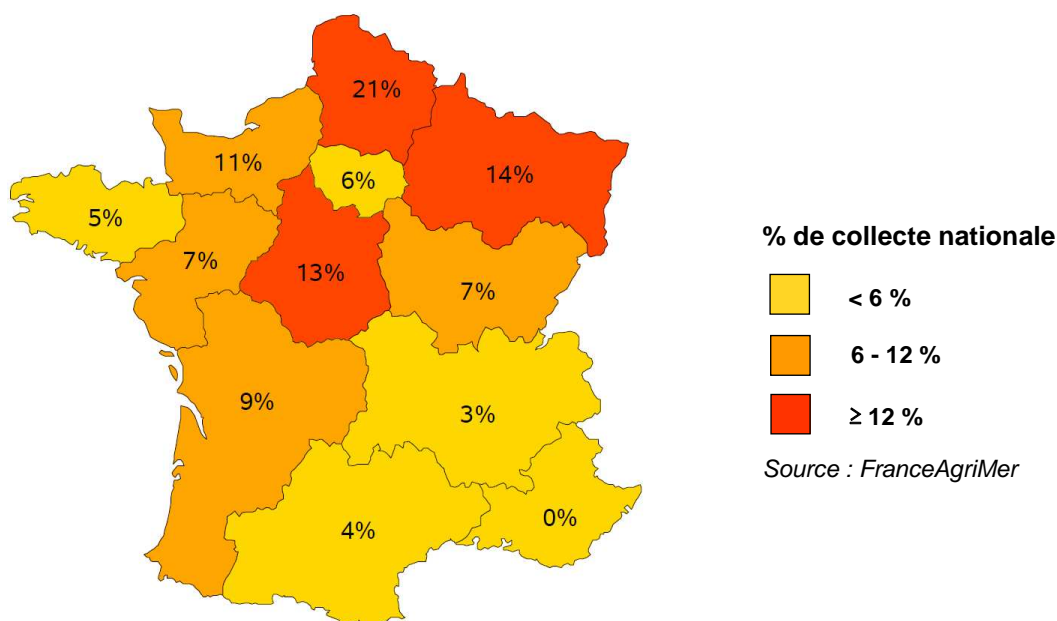 21%
14%
11%
6%
5%
7%
13%
7%
9%
3%
4%
0%
% de collecte nationale
< 6 %
6 - 12 %
≥ 12 %
Source : FranceAgriMer